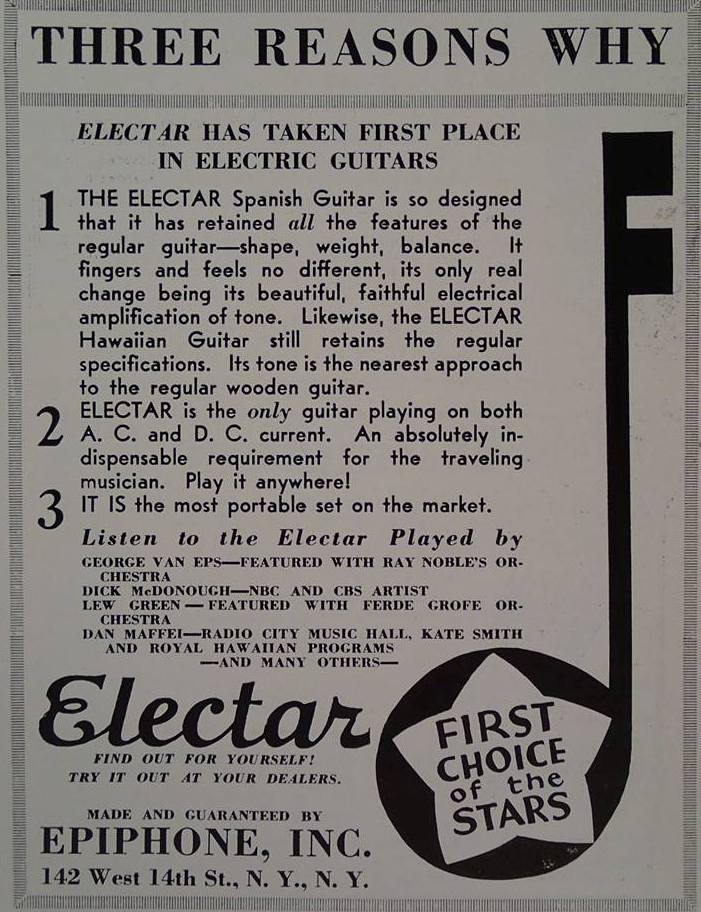 THREE REASONS WHY
ELECTAR HAS TAKEN FIRST PLACE
IN ELECTRIC GUITARS
1 THE ELECTAR Spanish Guitar is so designed
that it has retained all the features of the
regular guitar—shape, weight, balance. It
fingers and feels no different, its only real
change being its beautiful, faithful electrical
amplification of tone. Likewise, the ELECTAR
Hawaiian Guitar still retains the regular
specifications. Its tone is the nearest approach
to the regular wooden guitar.
2 ELECTAR is the only guitar playing on both
A. C. and D. C. current. An absolutely in-
dispensable requirement for the traveling
musician. Play it anywhere!
3 IT IS the most portable set on the market.
Listen to the Electar Played by
GEORGE VAN EPS—FEATURED WITH RAY NOBLE'S OR-
CHESTRA
DICK McDONOUGH—NBC AND CBS ARTIST
LEW GREEN—FEATURED WITH FERDE GROFE OR-
CHESTRA
DAN MAFFEI—RADIO CITY MUSIC HALL, KATE SMITH
AND ROYAL HAWAIIAN PROGRAMS
—AND MANY OTHERS—
Electar
FIND OUT FOR YOURSELF!
TRY IT OUT AT YOUR DEALERS.
MADE AND GUARANTEED BY
EPIPHONE, INC.
142 West 14th St., N. Y., N. Y.
FIRST
CHOICE
of the
STARS